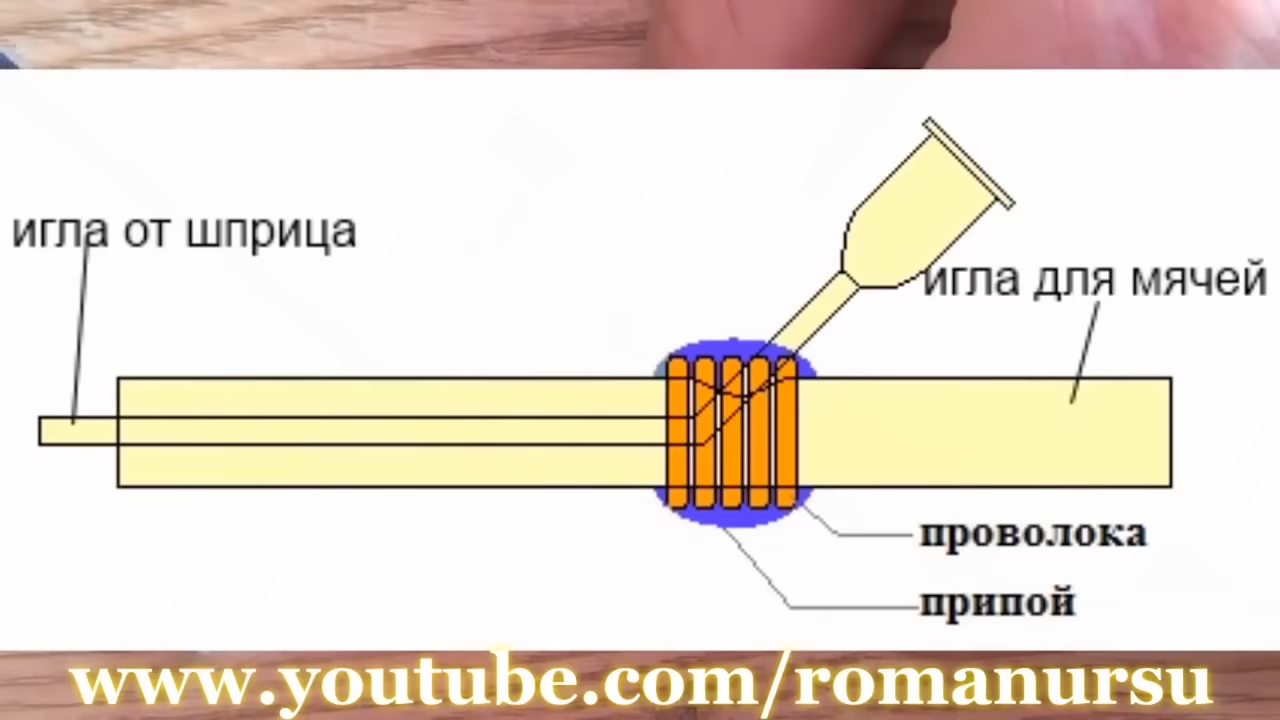 игла от шприца
игла для мячей
проволока
припой
www.youtube.com/romanursu